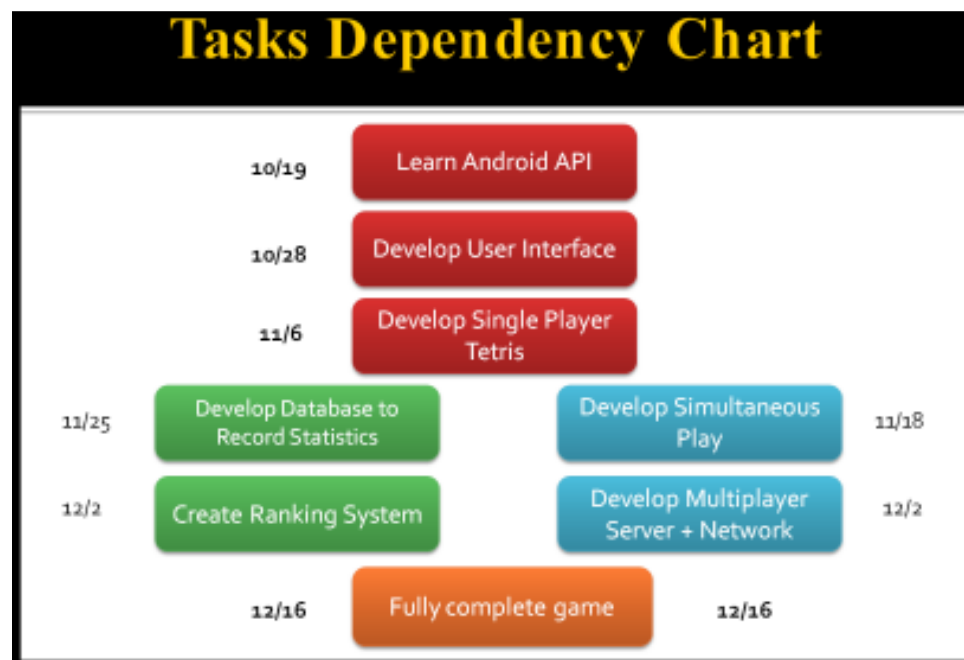 Tasks Dependency Chart
10/19
Learn Android API
10/28
Develop User Interface
11/6
Develop Single Player
Tetris
11/25
Develop Database to
Record Statistics
Develop Simultaneous
Play
11/18
12/2
Create Ranking System
Develop Multiplayer
Server + Network
12/2
12/16
Fully complete game
12/16